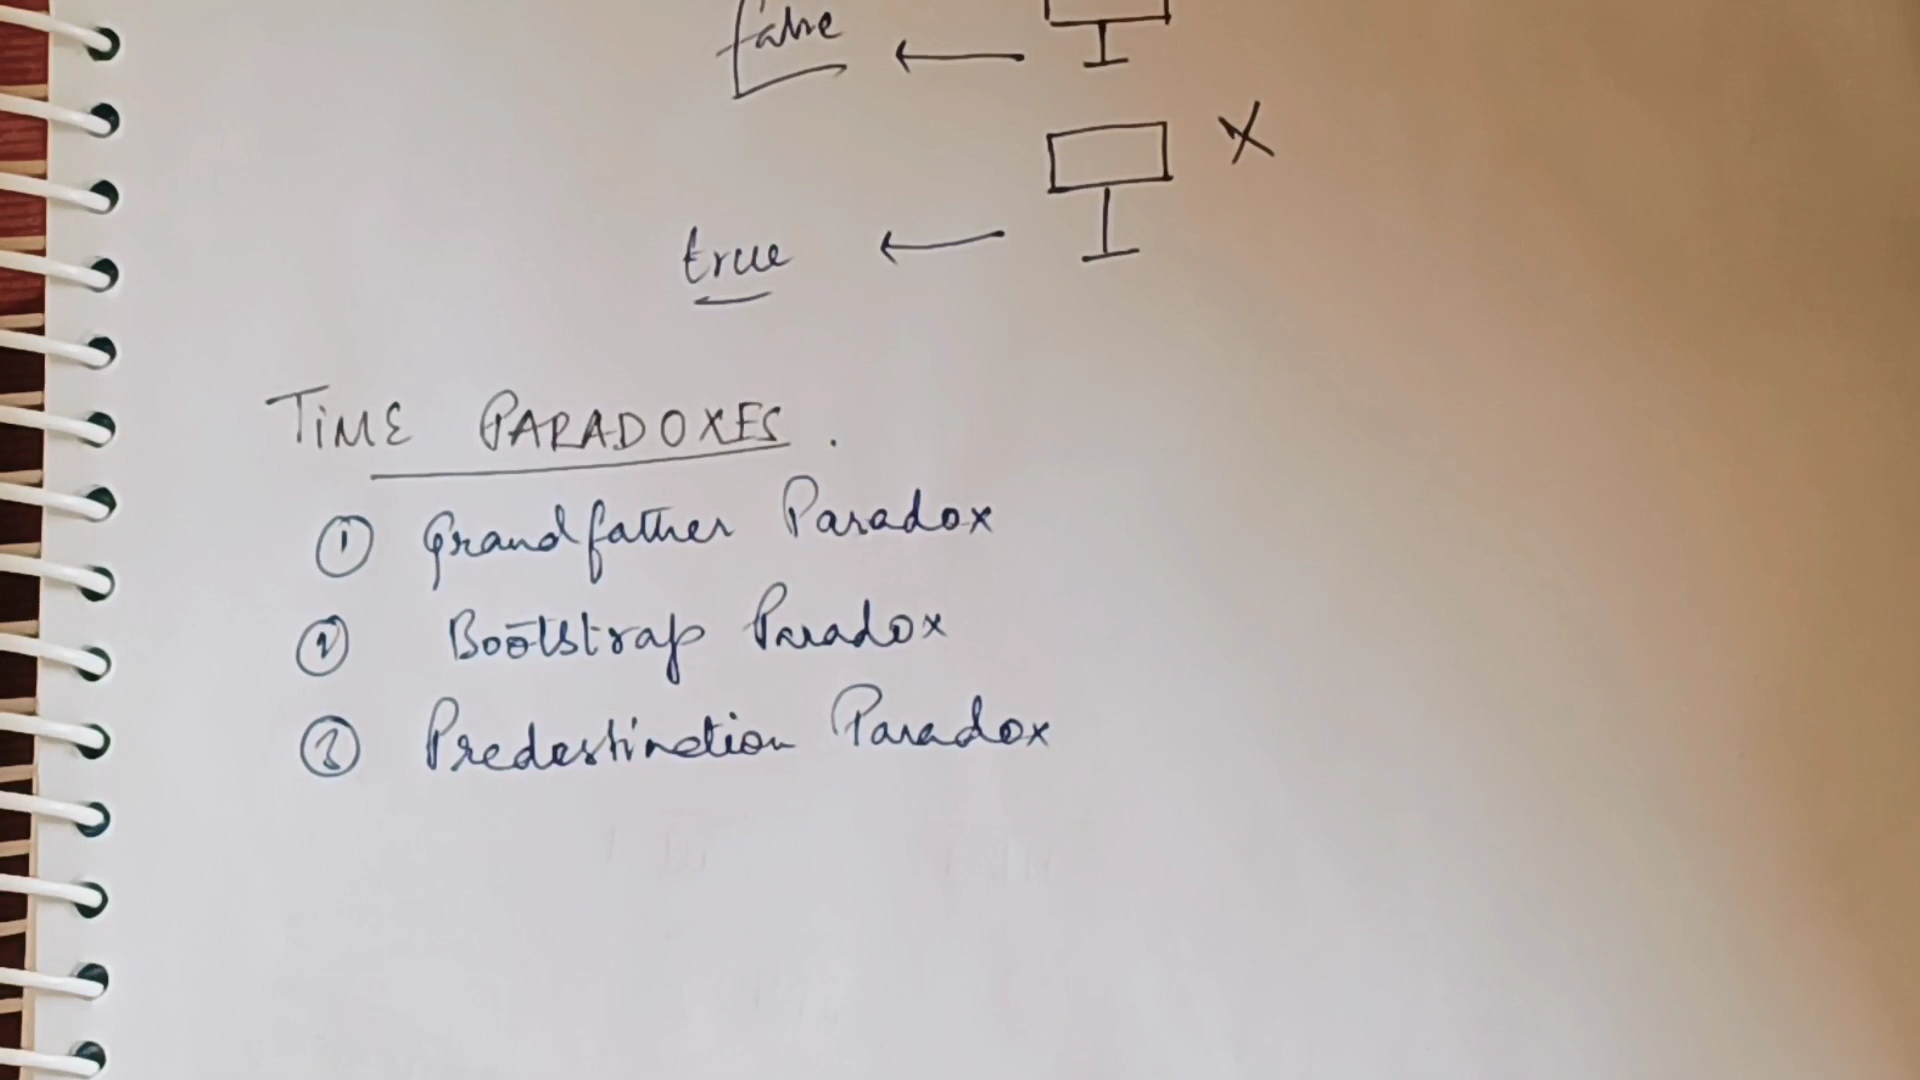 false
X
true
TIME PARADOXES.
① Grandfather Paradox
② Bootstrap Paradox
③ Predestination Paradox